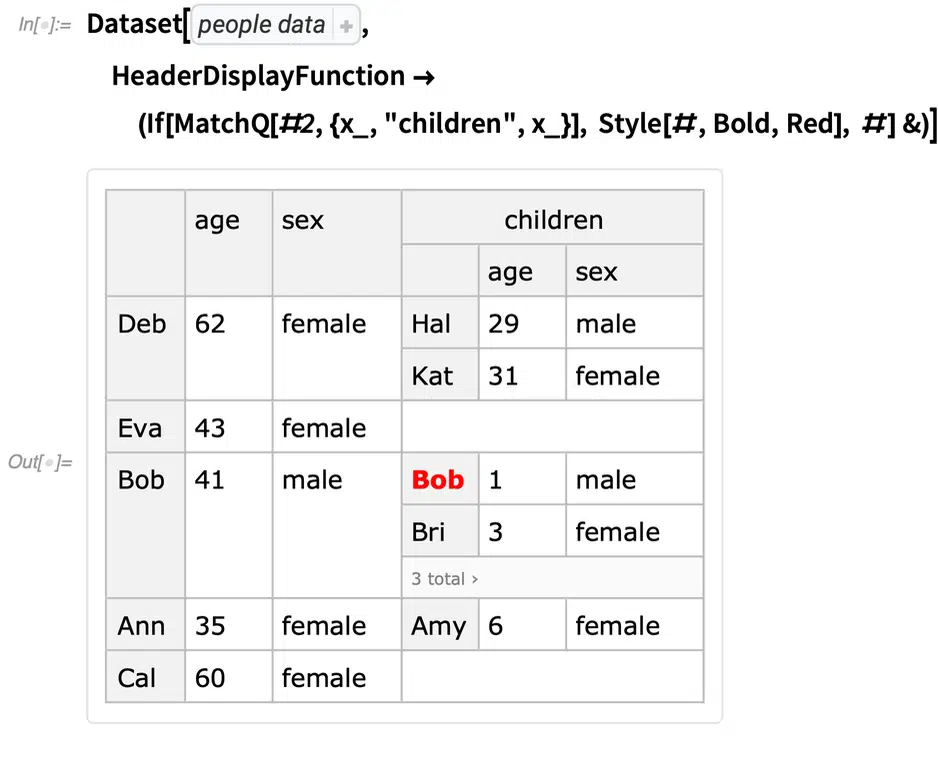 In[•]:= Dataset[ people data + ,
HeaderDisplayFunction →
(If[MatchQ[#2, {x_, "children", x_}], Style[#, Bold, Red], #] &)]
Out[•]=
age sex children
age sex
Deb 62 female Hal 29 male
Kat 31 female
Eva 43 female
Bob 41 male Bob 1 male
Bri 3 female
3 total ›
Ann 35 female Amy 6 female
Cal 60 female